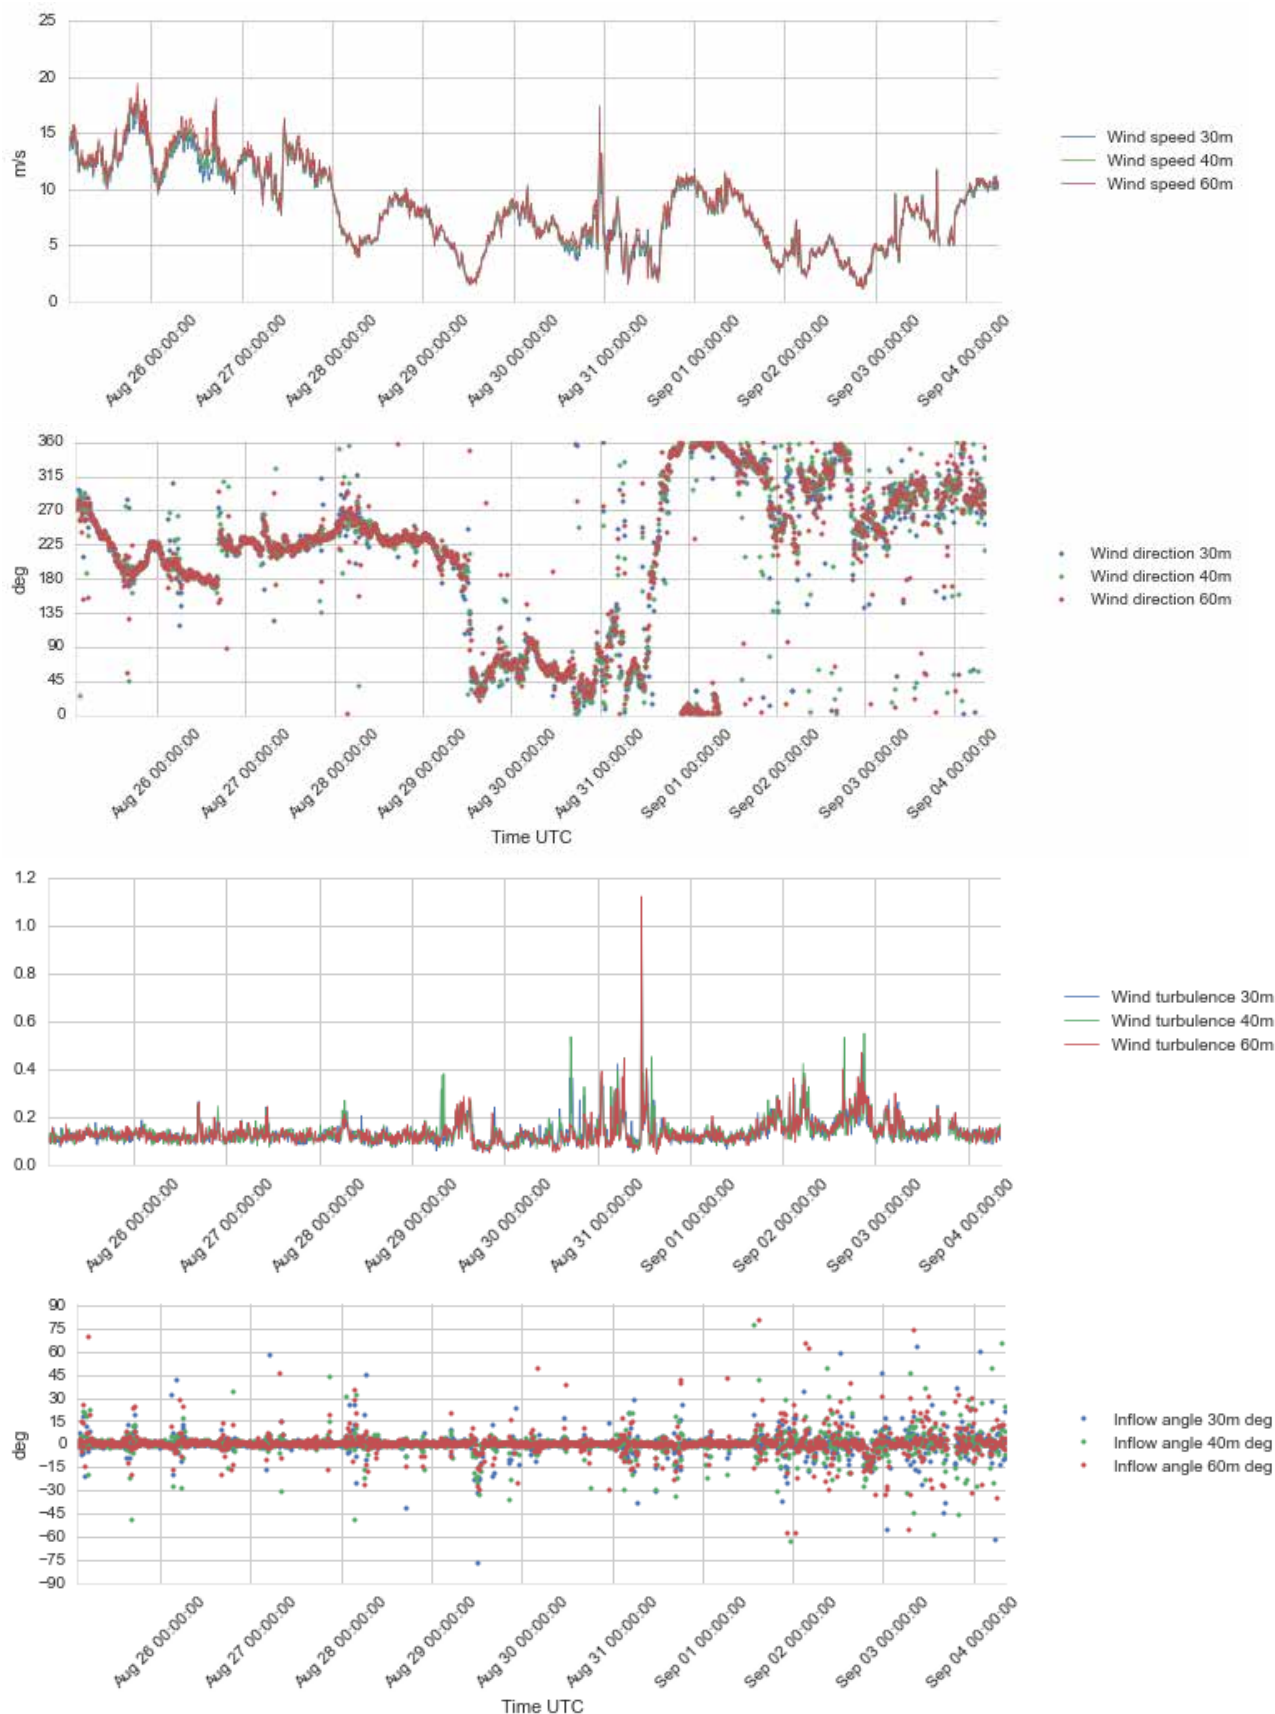 25
20
15
10
5
0
m/s
Aug 26 00:00:00
Aug 27 00:00:00
Aug 28 00:00:00
Aug 29 00:00:00
Aug 30 00:00:00
Aug 31 00:00:00
Sep 01 00:00:00
Sep 02 00:00:00
Sep 03 00:00:00
Sep 04 00:00:00
Wind speed 30m
Wind speed 40m
Wind speed 60m
360
315
270
225
180
135
90
45
0
deg
Aug 26 00:00:00
Aug 27 00:00:00
Aug 28 00:00:00
Aug 29 00:00:00
Aug 30 00:00:00
Aug 31 00:00:00
Sep 01 00:00:00
Sep 02 00:00:00
Sep 03 00:00:00
Sep 04 00:00:00
Time UTC
Wind direction 30m
Wind direction 40m
Wind direction 60m
1.2
1.0
0.8
0.6
0.4
0.2
0.0
Aug 26 00:00:00
Aug 27 00:00:00
Aug 28 00:00:00
Aug 29 00:00:00
Aug 30 00:00:00
Aug 31 00:00:00
Sep 01 00:00:00
Sep 02 00:00:00
Sep 03 00:00:00
Sep 04 00:00:00
Wind turbulence 30m
Wind turbulence 40m
Wind turbulence 60m
90
75
60
45
30
15
0
−15
−30
−45
−60
−75
−90
deg
Aug 26 00:00:00
Aug 27 00:00:00
Aug 28 00:00:00
Aug 29 00:00:00
Aug 30 00:00:00
Aug 31 00:00:00
Sep 01 00:00:00
Sep 02 00:00:00
Sep 03 00:00:00
Sep 04 00:00:00
Time UTC
Inflow angle 30m deg
Inflow angle 40m deg
Inflow angle 60m deg